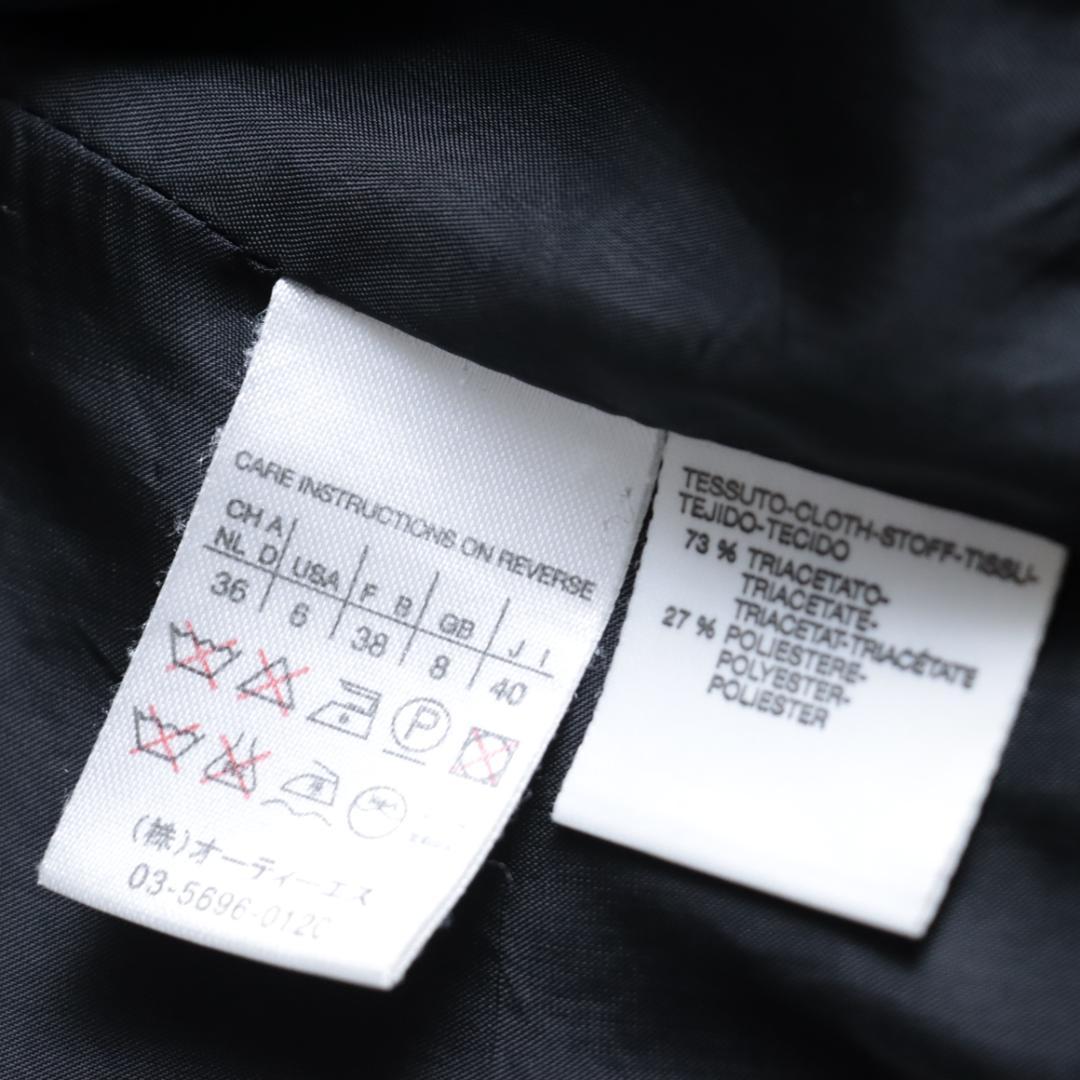 CARE INSTRUCTIONS ON REVERSE
CH A
NL D USA F B GB J I
36 6 38 8 40
P
(株)オーディーエス
03-5696-0120
TESSUTO-CLOTH-STOFF-TISSU-
TEJIDO-TECIDO
73 % TRIACETATO-
TRIACETATE-
TRIACETAT-TRIACÉTATE
27 % POLIESTERE-
POLYESTER-
POLIESTER